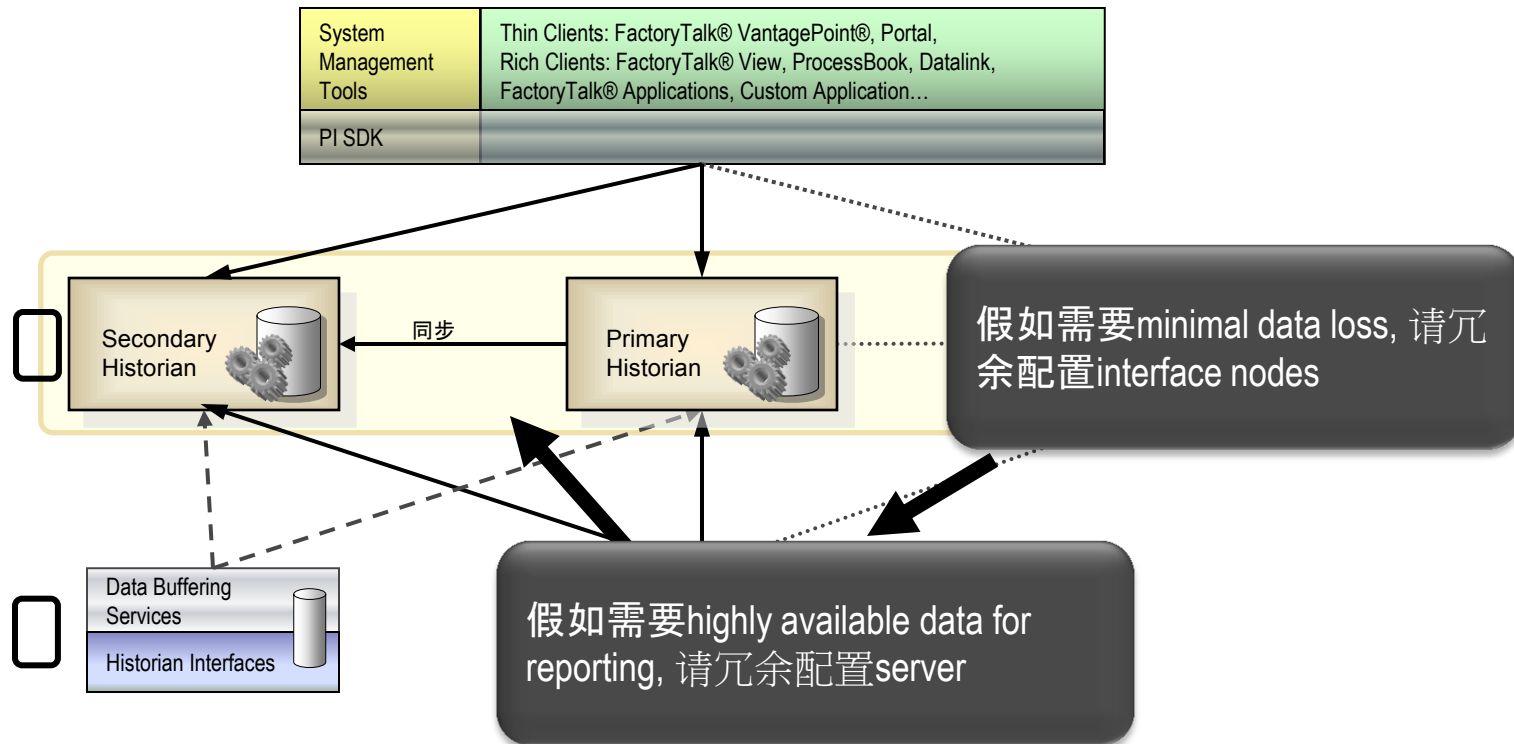 System
Management
Tools
Thin Clients: FactoryTalk® VantagePoint®, Portal,
Rich Clients: FactoryTalk® View, ProcessBook, Datalink,
FactoryTalk® Applications, Custom Application…
PI SDK
Secondary
Historian
同步
Primary
Historian
假如需要minimal data loss, 请冗
余配置interface nodes
Data Buffering
Services
Historian Interfaces
假如需要highly available data for
reporting, 请冗余配置server